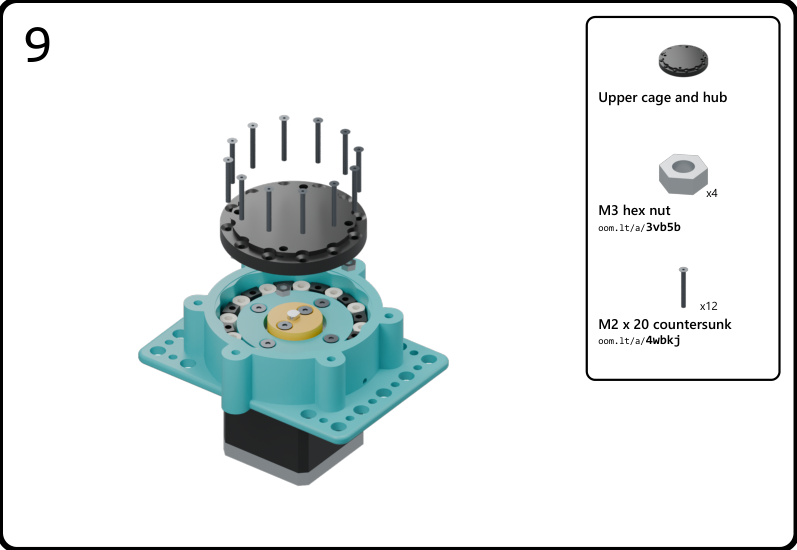 9
Upper cage and hub
x4
M3 hex nut
oom.lt/a/3vb5b
x12
M2 x 20 countersunk
oom.lt/a/4wbkj